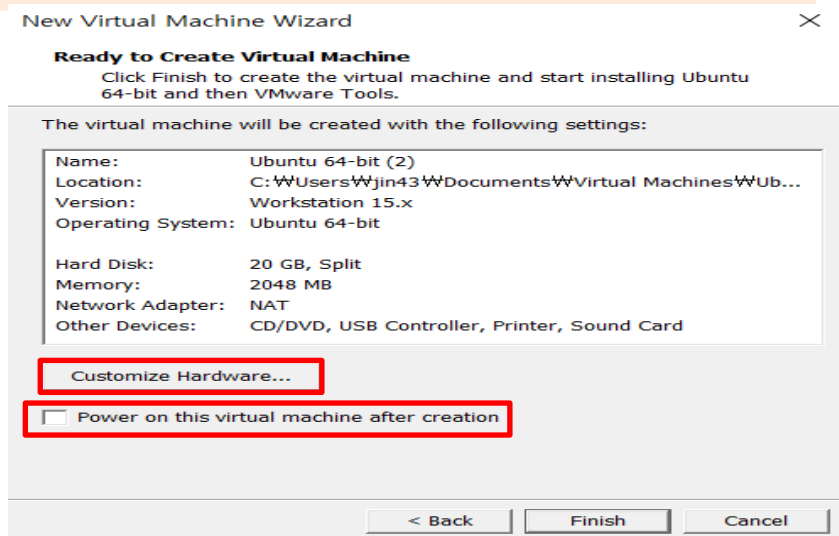 New Virtual Machine Wizard
Ready to Create Virtual Machine
Click Finish to create the virtual machine and start installing Ubuntu
64-bit and then VMware Tools.
The virtual machine will be created with the following settings:
Name: Ubuntu 64-bit (2)
Location: C:₩Users₩jin43₩Documents₩Virtual Machines₩Ub...
Version: Workstation 15.x
Operating System: Ubuntu 64-bit
Hard Disk: 20 GB, Split
Memory: 2048 MB
Network Adapter: NAT
Other Devices: CD/DVD, USB Controller, Printer, Sound Card
Customize Hardware...
Power on this virtual machine after creation
< Back Finish Cancel